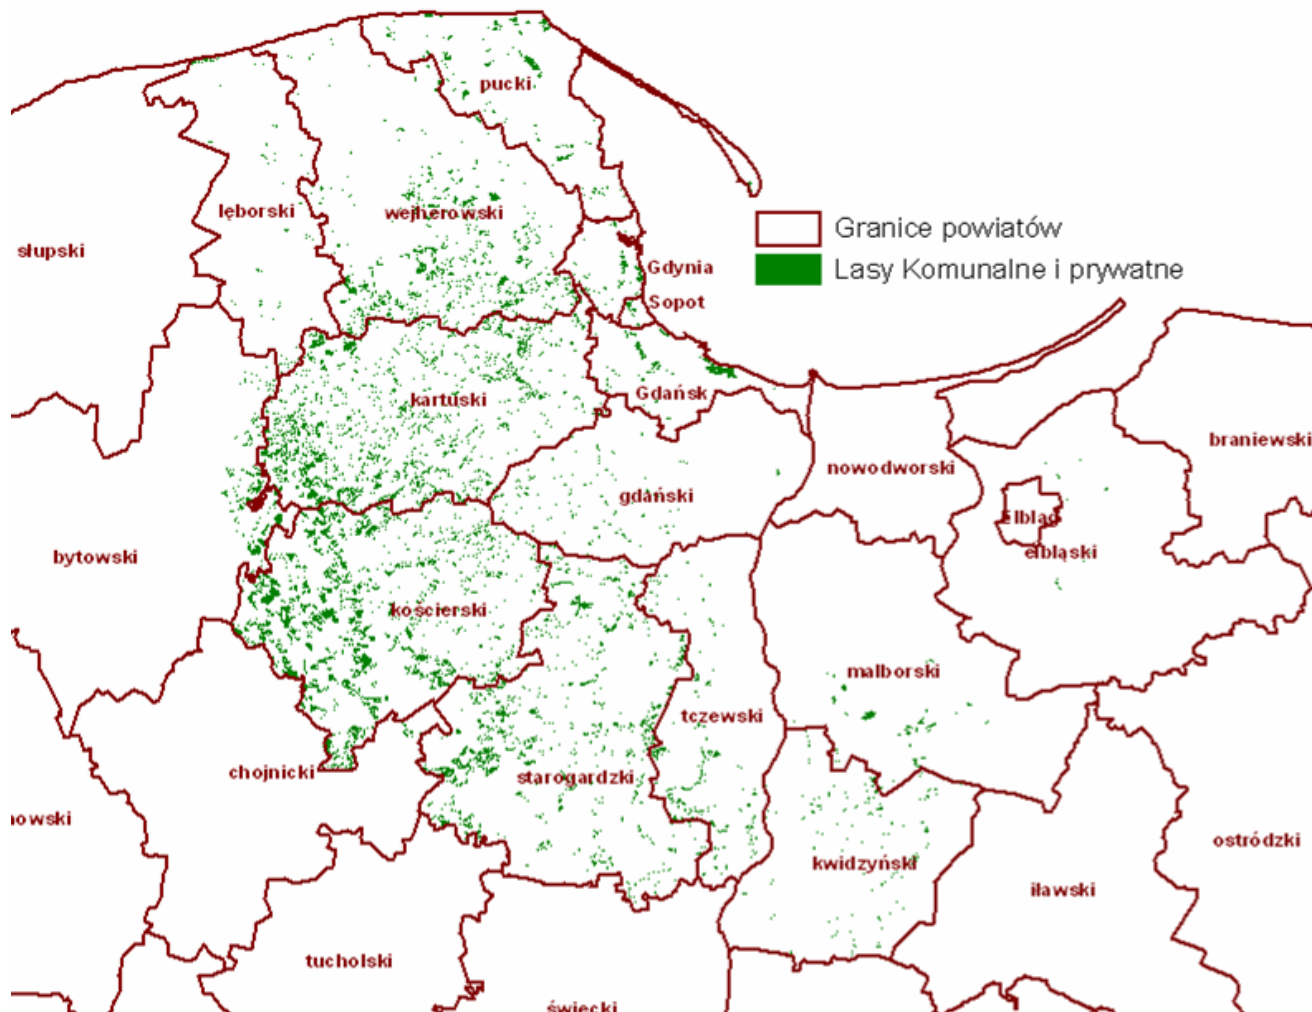 pucki
lęborski
wejherowski
słupski
Granice powiatów
Gdynia
Lasy Komunalne i prywatne
Sopot
kartuski
Gdańsk
braniewski
nowodworski
gdański
Elbląg
elbląski
bytowski
kościerski
malborski
tczewski
chojnicki
starogardzki
nowski
ostródzki
kwidzyński
iławski
tucholski
świecki